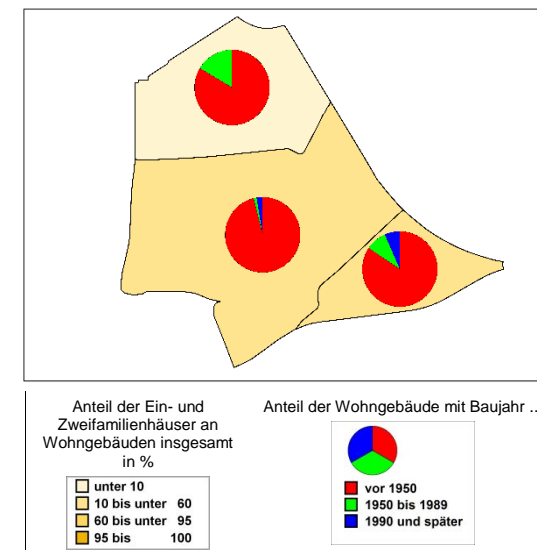 Anteil der Ein- und
Zweifamilienhäuser an
Wohngebäuden insgesamt
in %
unter 10
10 bis unter 60
60 bis unter 95
95 bis 100
Anteil der Wohngebäude mit Baujahr ..
vor 1950
1950 bis 1989
1990 und später